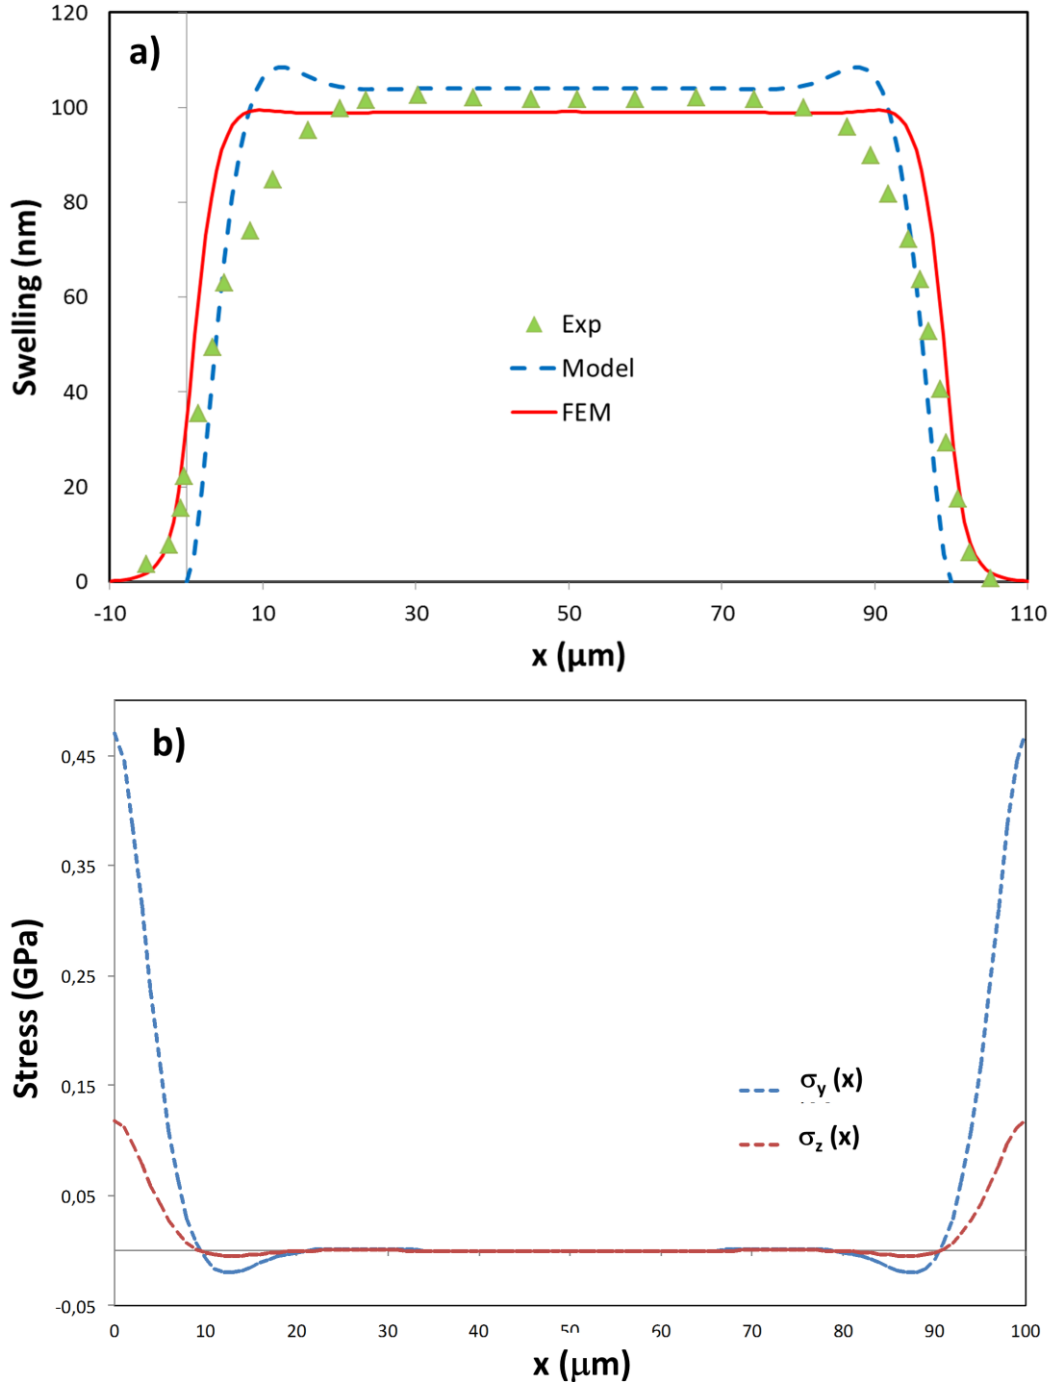 a)
120
100
80
60
40
20
0
Swelling (nm)
Exp
Model
FEM
-10 10 30 50 70 90 110
x (μm)
b)
0,45
0,35
0,25
0,15
0,05
-0,05
Stress (GPa)
σy (x)
σz (x)
0 10 20 30 40 50 60 70 80 90 100
x (μm)